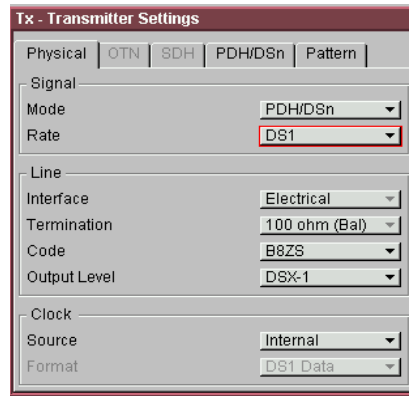 Tx - Transmitter Settings
Physical OTN SDH PDH/DSn Pattern
Signal
Mode PDH/DSn
Rate DS1
Line
Interface Electrical
Termination 100 ohm (Bal)
Code B8ZS
Output Level DSX-1
Clock
Source Internal
Format DS1 Data